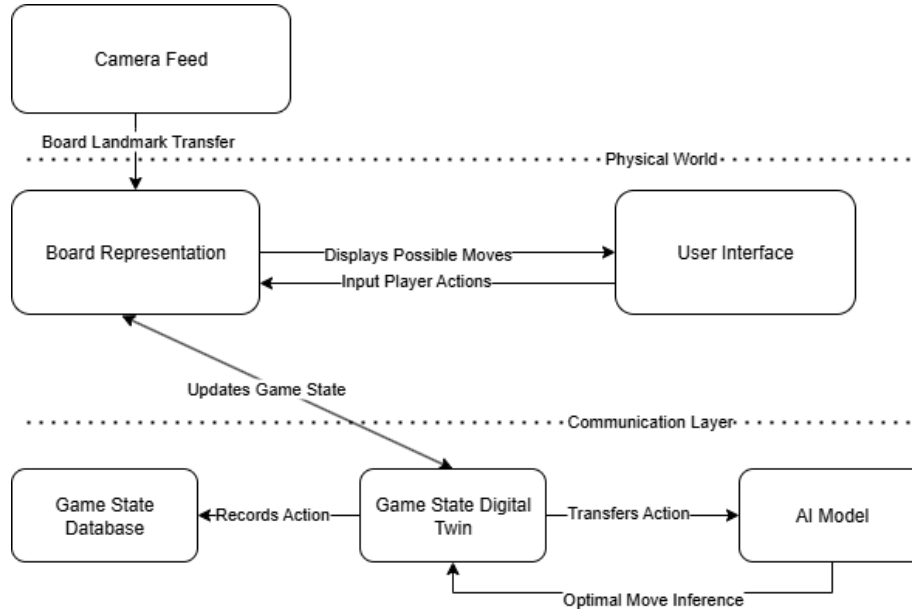 Camera Feed
Board Landmark Transfer
Physical World
Board Representation
Displays Possible Moves
Input Player Actions
User Interface
Updates Game State
Communication Layer
Game State
Database
Records Action
Game State Digital
Twin
Transfers Action
AI Model
Optimal Move Inference